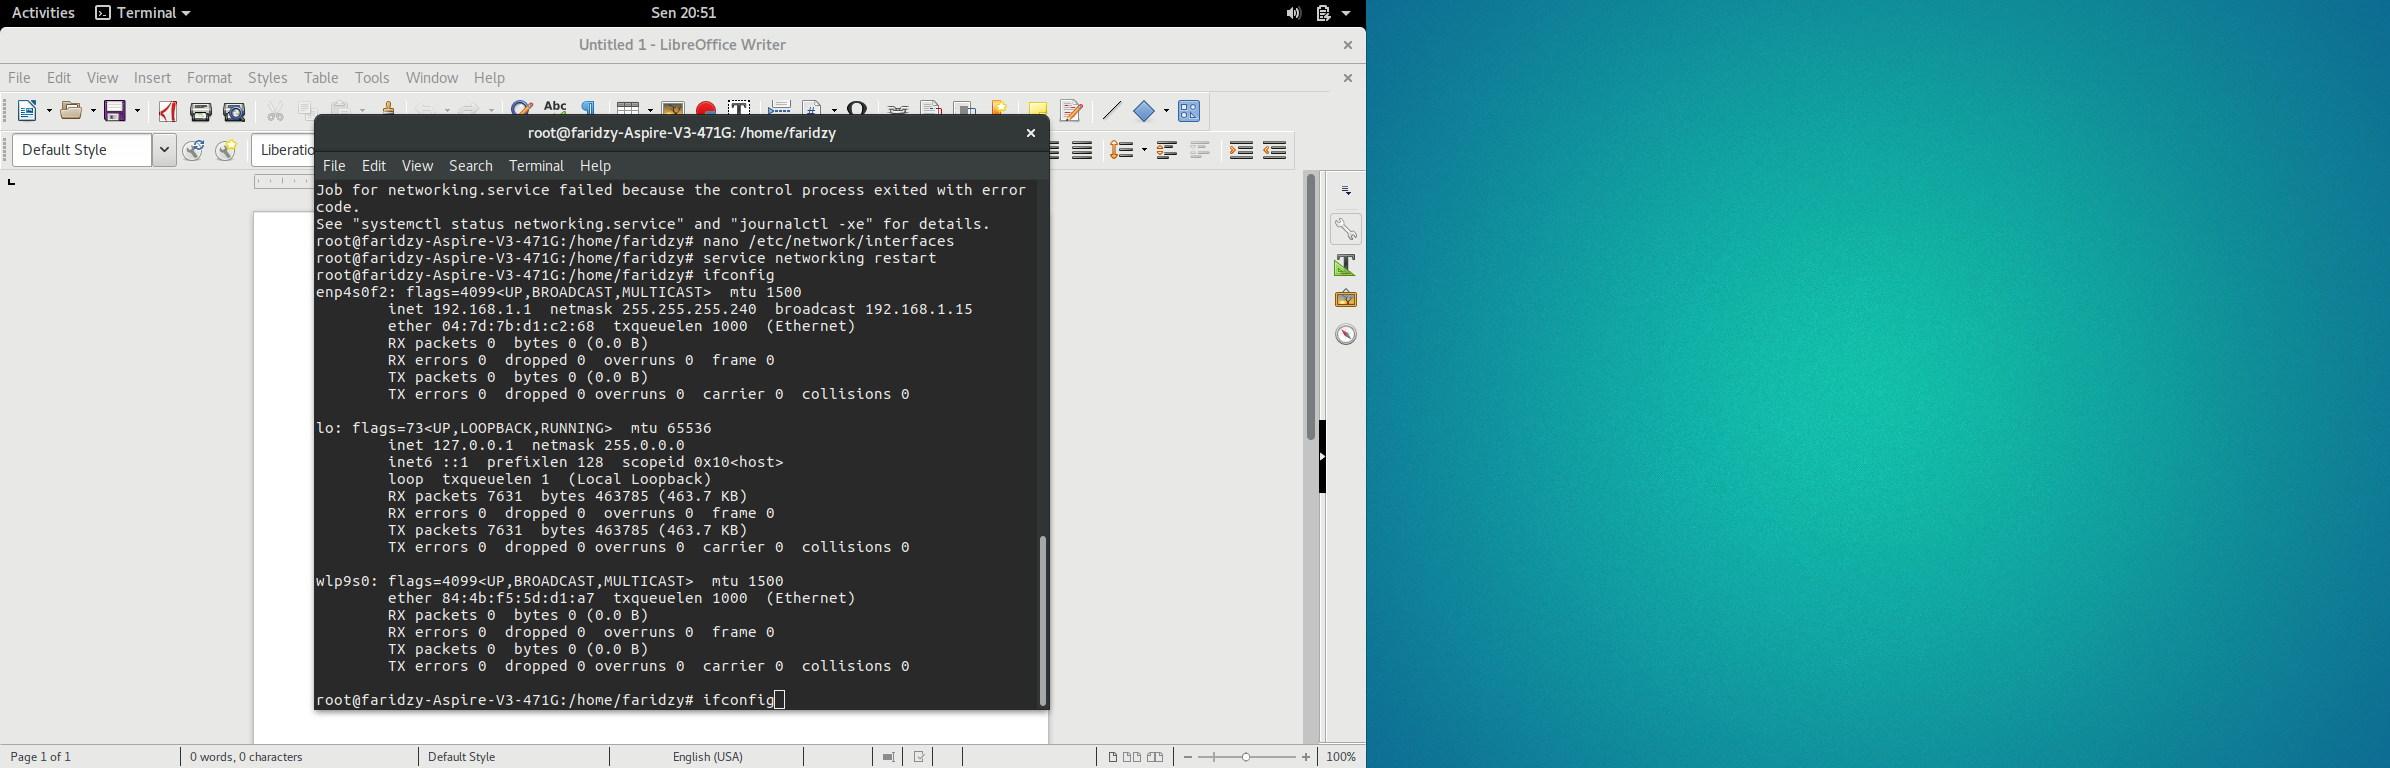 Activities Terminal Sen 20:51
Untitled 1 - LibreOffice Writer
File Edit View Insert Format Styles Table Tools Window Help
Abc
Default Style
Liberatio
root@faridzy-Aspire-V3-471G: /home/faridzy
File Edit View Search Terminal Help
Job for networking.service failed because the control process exited with error
code.
See "systemctl status networking.service" and "journalctl -xe" for details.
root@faridzy-Aspire-V3-471G:/home/faridzy# nano /etc/network/interfaces
root@faridzy-Aspire-V3-471G:/home/faridzy# service networking restart
root@faridzy-Aspire-V3-471G:/home/faridzy# ifconfig
enp4s0f2: flags=4099<UP,BROADCAST,MULTICAST>  mtu 1500
        inet 192.168.1.1  netmask 255.255.255.240  broadcast 192.168.1.15
        ether 04:7d:7b:d1:c2:68  txqueuelen 1000  (Ethernet)
        RX packets 0  bytes 0 (0.0 B)
        RX errors 0  dropped 0  overruns 0  frame 0
        TX packets 0  bytes 0 (0.0 B)
        TX errors 0  dropped 0 overruns 0  carrier 0  collisions 0
lo: flags=73<UP,LOOPBACK,RUNNING>  mtu 65536
        inet 127.0.0.1  netmask 255.0.0.0
        inet6 ::1  prefixlen 128  scopeid 0x10<host>
        loop  txqueuelen 1  (Local Loopback)
        RX packets 7631  bytes 463785 (463.7 KB)
        RX errors 0  dropped 0  overruns 0  frame 0
        TX packets 7631  bytes 463785 (463.7 KB)
        TX errors 0  dropped 0 overruns 0  carrier 0  collisions 0
wlp9s0: flags=4099<UP,BROADCAST,MULTICAST>  mtu 1500
        ether 84:4b:f5:5d:d1:a7  txqueuelen 1000  (Ethernet)
        RX packets 0  bytes 0 (0.0 B)
        RX errors 0  dropped 0  overruns 0  frame 0
        TX packets 0  bytes 0 (0.0 B)
        TX errors 0  dropped 0 overruns 0  carrier 0  collisions 0
root@faridzy-Aspire-V3-471G:/home/faridzy# ifconfig
Page 1 of 1 0 words, 0 characters Default Style English (USA) 100%